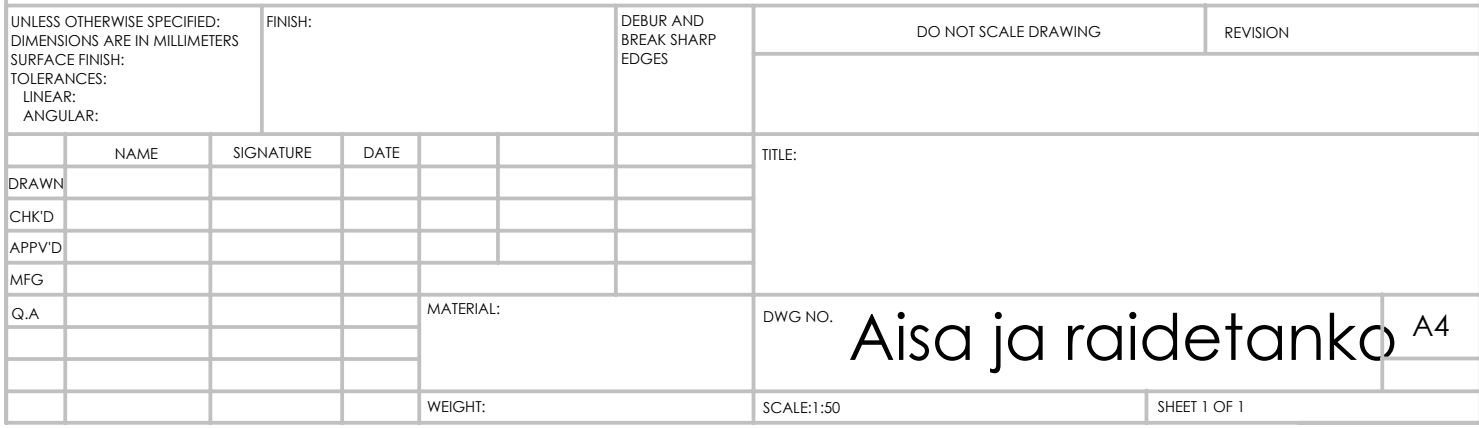 UNLESS OTHERWISE SPECIFIED:
DIMENSIONS ARE IN MILLIMETERS
SURFACE FINISH:
TOLERANCES:
LINEAR:
ANGULAR:
FINISH:
DEBUR AND
BREAK SHARP
EDGES
DO NOT SCALE DRAWING
REVISION
NAME
SIGNATURE
DATE
DRAWN
CHK'D
APPV'D
MFG
Q.A
TITLE:
MATERIAL:
WEIGHT:
DWG NO.
Aisa ja raidetanko
A4
SCALE:1:50
SHEET 1 OF 1